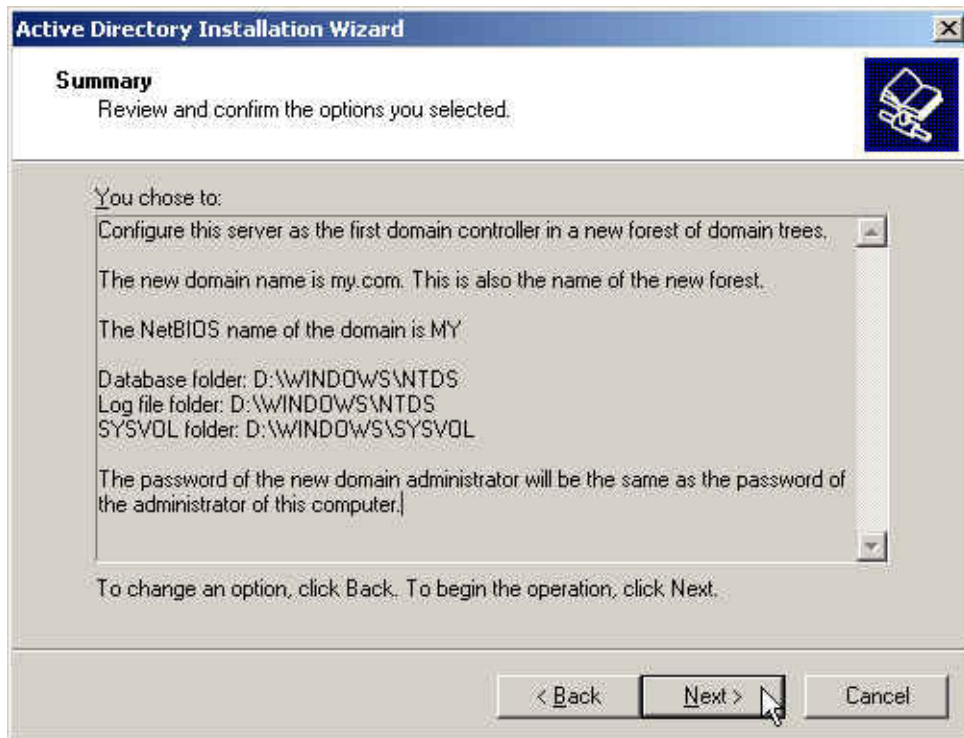 Active Directory Installation Wizard
Summary
Review and confirm the options you selected.
You chose to:
Configure this server as the first domain controller in a new forest of domain trees.
The new domain name is my.com. This is also the name of the new forest.
The NetBIOS name of the domain is MY
Database folder: D:\WINDOWS\NTDS
Log file folder: D:\WINDOWS\NTDS
SYSVOL folder: D:\WINDOWS\SYSVOL
The password of the new domain administrator will be the same as the password of
the administrator of this computer.
To change an option, click Back. To begin the operation, click Next.
< Back Next > Cancel